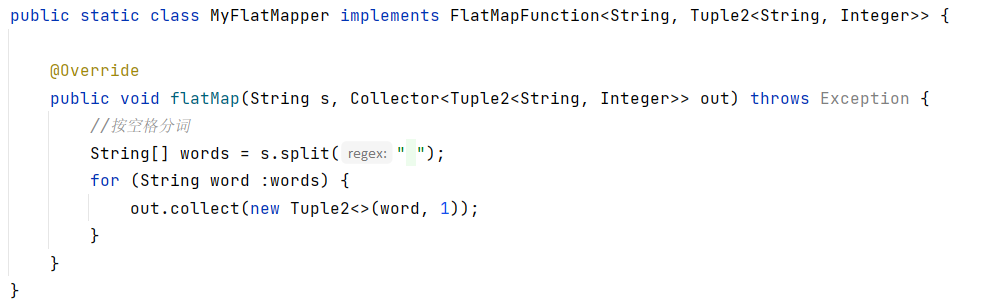 public static class MyFlatMapper implements FlatMapFunction<String, Tuple2<String, Integer>> {
@Override
public void flatMap(String s, Collector<Tuple2<String, Integer>> out) throws Exception {
//按空格分词
String[] words = s.split( regex: " ");
for (String word :words) {
out.collect(new Tuple2<>(word, 1));
}
}
}